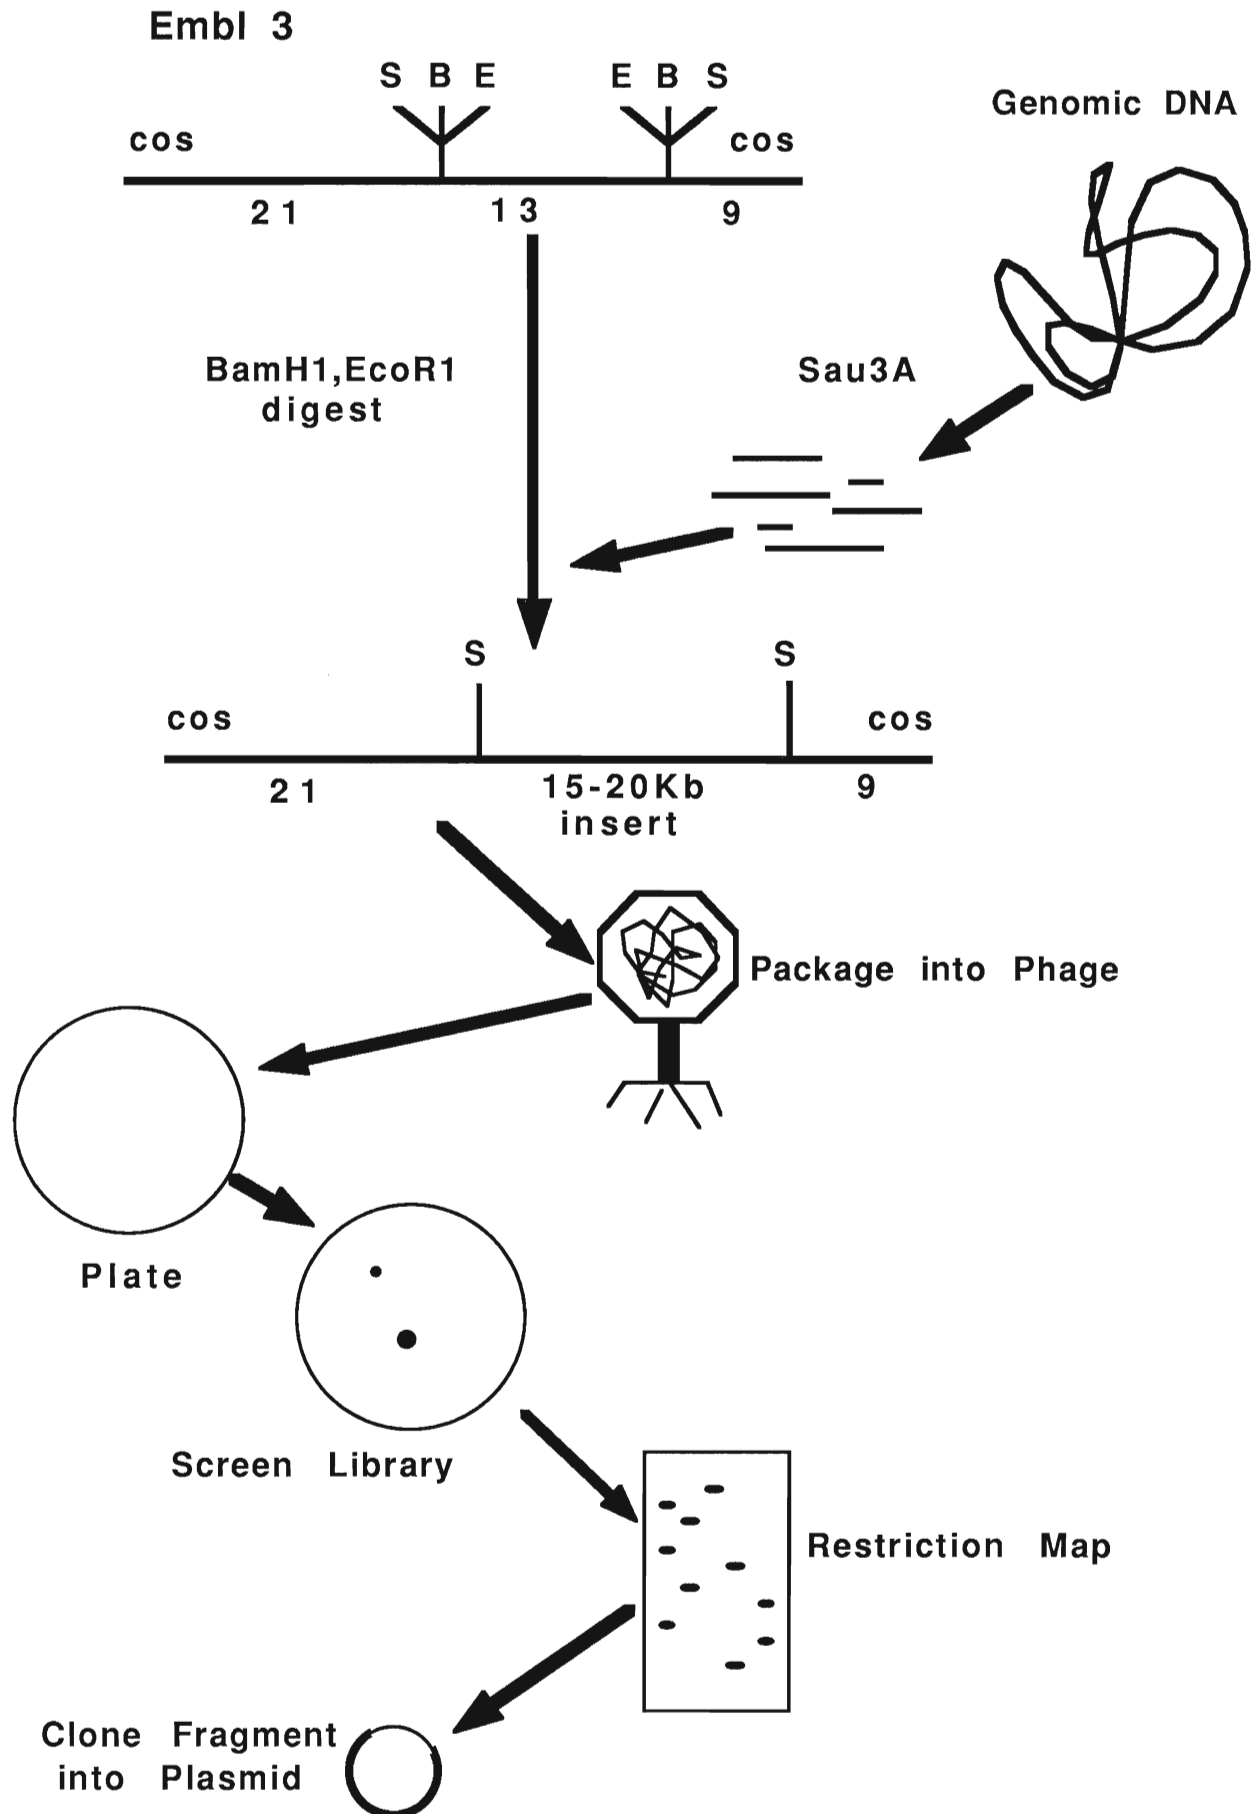 Embl 3
S B E
E B S
Genomic DNA
cos
cos
21
13
9
BamH1,EcoR1
digest
Sau3A
S
S
cos
cos
21
15-20Kb
insert
9
Package into Phage
Plate
Screen Library
Restriction Map
Clone Fragment
into Plasmid